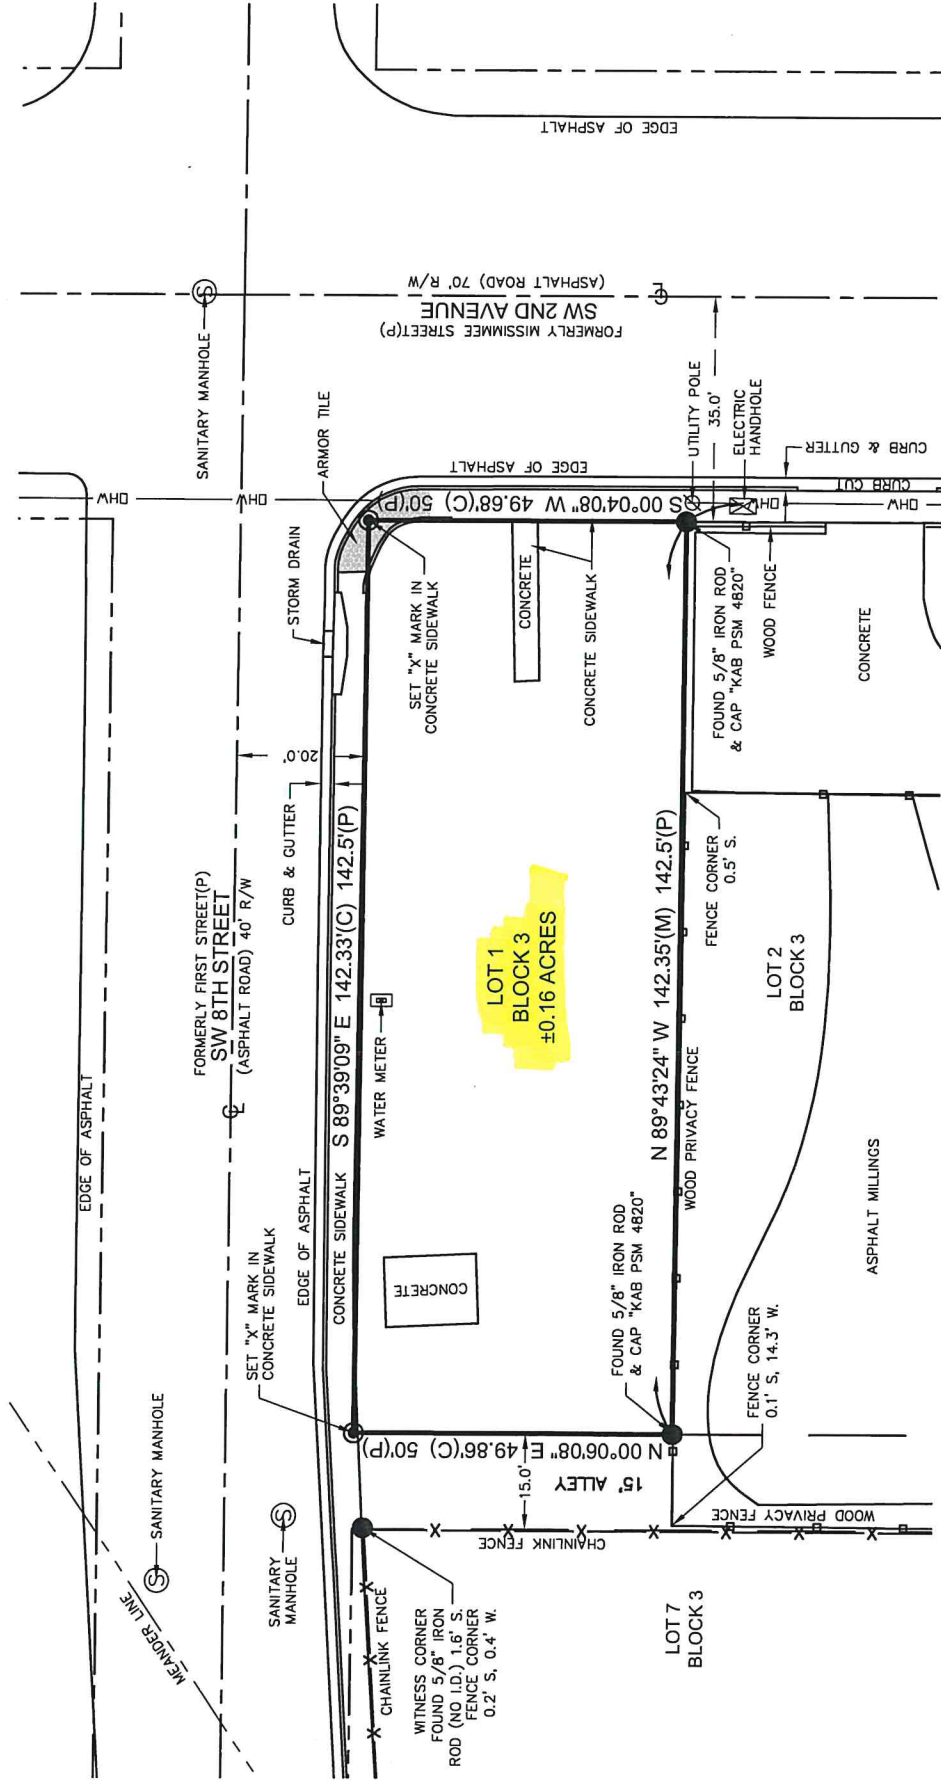 EDGE OF ASPHALT
MEANDER LINE
SANITARY MANHOLE
SANITARY
MANHOLE
FORMERLY FIRST STREET(P)
SW 8TH STREET
(ASPHALT ROAD) 40' R/W
℄
SANITARY MANHOLE
EDGE OF ASPHALT
FORMERLY MISSIMMEE STREET(P)
SW 2ND AVENUE
(ASPHALT ROAD) 70' R/W
℄
SET "X" MARK IN
CONCRETE SIDEWALK
EDGE OF ASPHALT
CURB & GUTTER
20.0'
STORM DRAIN
ARMOR TILE
OHW
OHW
OHW
OHW
CONCRETE SIDEWALK
S 89°39'09" E 142.33'(C) 142.5'(P)
WATER METER
SET "X" MARK IN
CONCRETE SIDEWALK
EDGE OF ASPHALT
S 00°04'08" W 49.68'(C) 50'(P)
CONCRETE
CONCRETE
CONCRETE SIDEWALK
LOT 1
BLOCK 3
±0.16 ACRES
UTILITY POLE
35.0'
ELECTRIC
HANDHOLE
CURB & GUTTER
CURB CUT
N 00°06'08" E 49.86'(C) 50'(P)
15' ALLEY
15.0'
CHAINLINK FENCE
CHAINLINK FENCE
WITNESS CORNER
FOUND 5/8" IRON
ROD (NO I.D.) 1.6' S.
FENCE CORNER
0.2' S, 0.4' W.
FOUND 5/8" IRON ROD
& CAP "KAB PSM 4820"
N 89°43'24" W 142.35'(M) 142.5'(P)
WOOD PRIVACY FENCE
FENCE CORNER
0.5' S.
FOUND 5/8" IRON ROD
& CAP "KAB PSM 4820"
WOOD FENCE
CONCRETE
LOT 7
BLOCK 3
FENCE CORNER
0.1' S, 14.3' W.
WOOD PRIVACY FENCE
LOT 2
BLOCK 3
ASPHALT MILLINGS
S
S
S
S